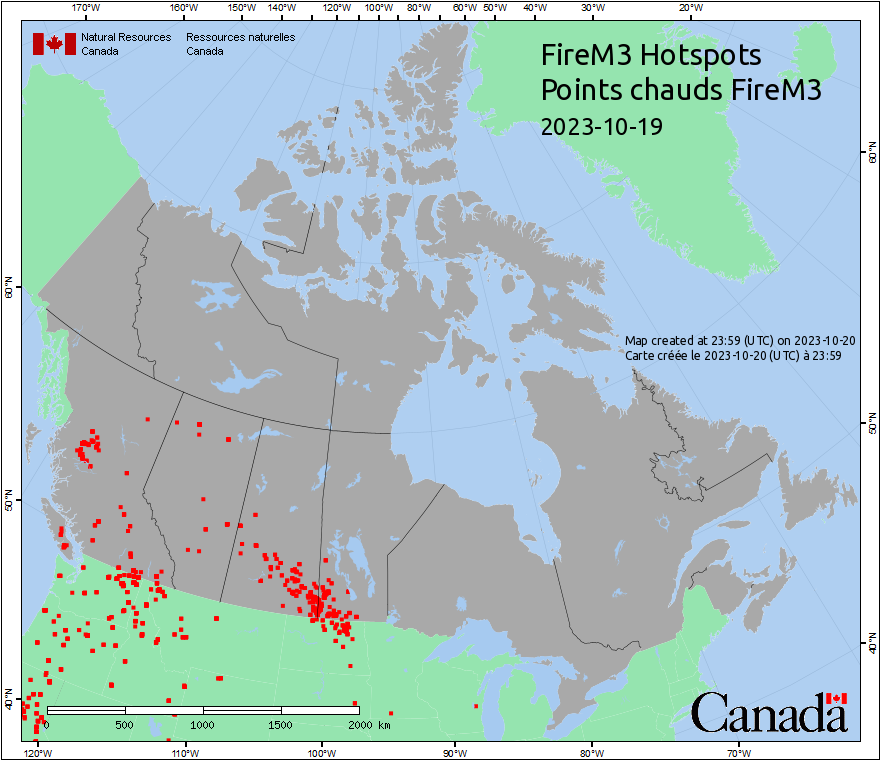 170°W 160°W 150°W 140°W 120°W 100°W 80°W 60°W 50°W 40°W 30°W 20°W
Natural Resources Ressources naturelles
Canada Canada
FireM3 Hotspots
Points chauds FireM3
2023-10-19
60°N
60°N
Map created at 23:59 (UTC) on 2023-10-20
Carte créée le 2023-10-20 (UTC) à 23:59
50°N
50°N
40°N
40°N
Canada
0 500 1000 1500 2000 km
120°W 110°W 100°W 90°W 80°W 70°W